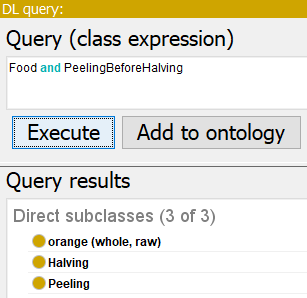 DL query:
Query (class expression)
Food and PeelingBeforeHalving
Execute
Add to ontology
Query results
Direct subclasses (3 of 3)
orange (whole, raw)
Halving
Peeling